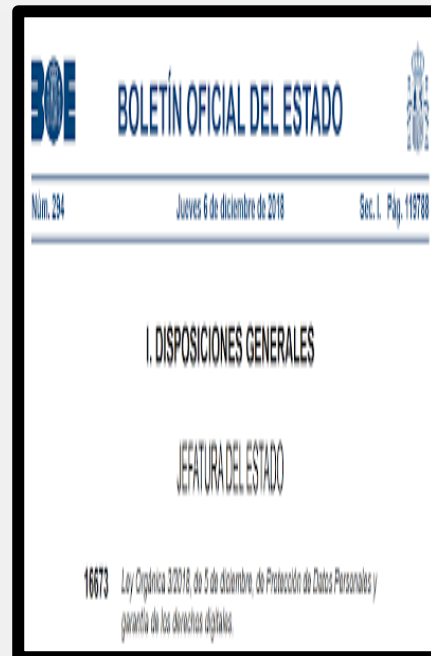 BOE BOLETÍN OFICIAL DEL ESTADO
Núm. 294 Jueves 6 de diciembre de 2018 Sec. I. Pág. 119788
I. DISPOSICIONES GENERALES
JEFATURA DEL ESTADO
16673 Ley Orgánica 3/2018, de 5 de diciembre, de Protección de Datos Personales y
garantía de los derechos digitales.